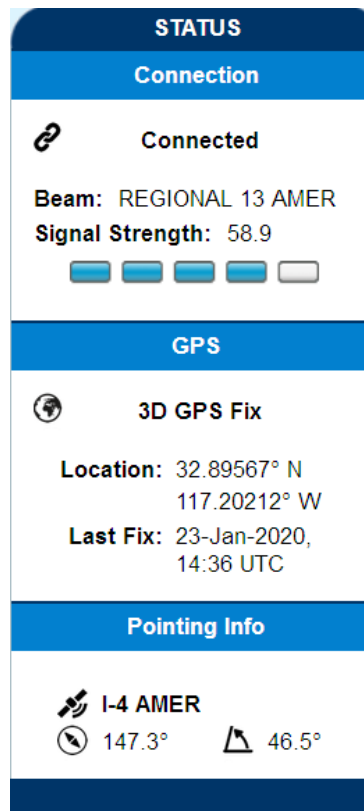 STATUS
Connection
Connected
Beam: REGIONAL 13 AMER
Signal Strength: 58.9
GPS
3D GPS Fix
Location: 32.89567° N
117.20212° W
Last Fix: 23-Jan-2020,
14:36 UTC
Pointing Info
I-4 AMER
147.3° 46.5°